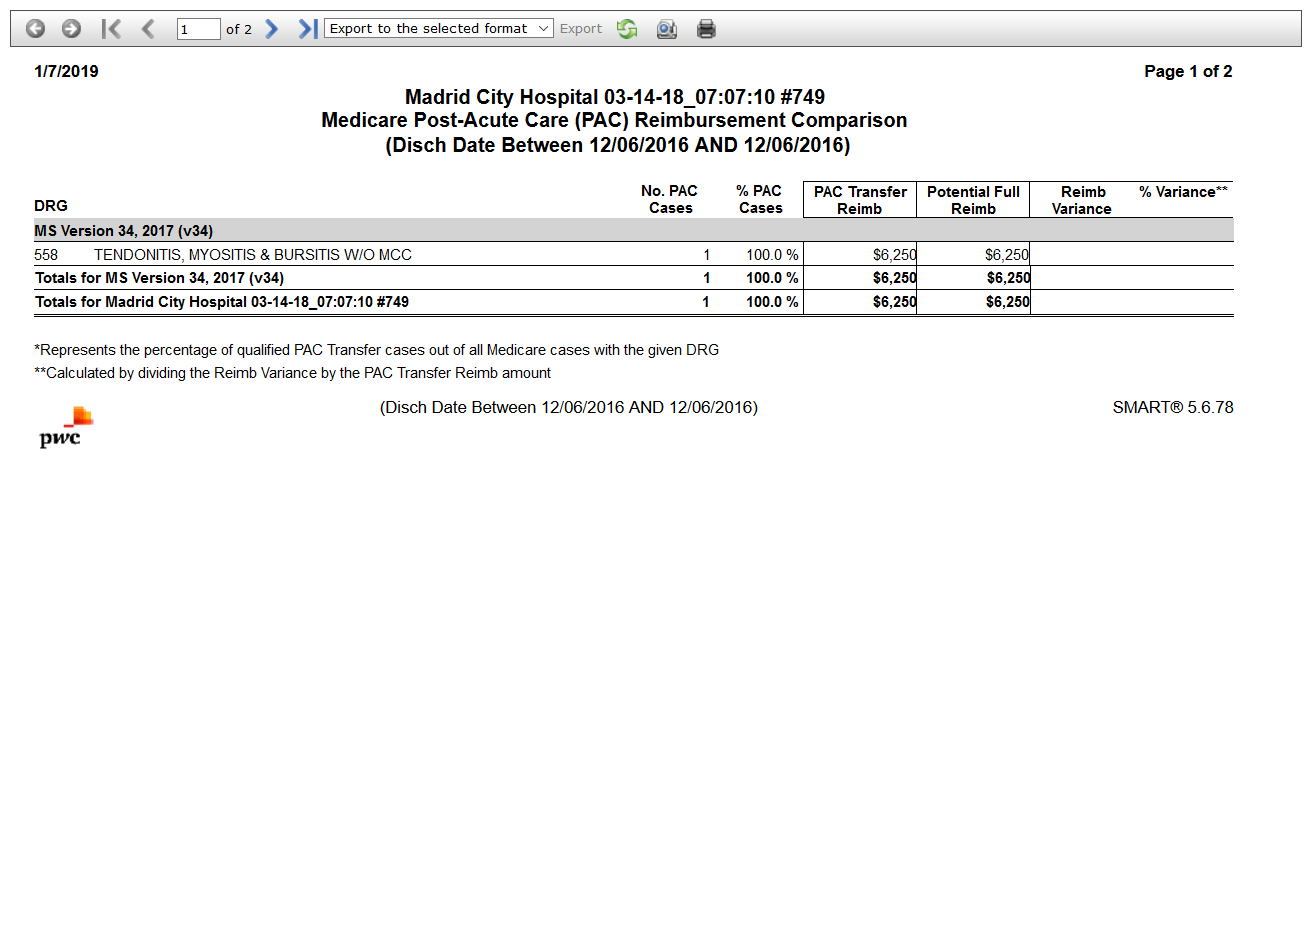 1 of 2 Export to the selected format Export
1/7/2019 Page 1 of 2
Madrid City Hospital 03-14-18_07:07:10 #749
Medicare Post-Acute Care (PAC) Reimbursement Comparison
(Disch Date Between 12/06/2016 AND 12/06/2016)
No. PAC % PAC PAC Transfer Potential Full Reimb % Variance**
DRG Cases Cases Reimb Reimb Variance
MS Version 34, 2017 (v34)
558 TENDONITIS, MYOSITIS & BURSITIS W/O MCC 1 100.0 % $6,250 $6,250
Totals for MS Version 34, 2017 (v34) 1 100.0 % $6,250 $6,250
Totals for Madrid City Hospital 03-14-18_07:07:10 #749 1 100.0 % $6,250 $6,250
*Represents the percentage of qualified PAC Transfer cases out of all Medicare cases with the given DRG
**Calculated by dividing the Reimb Variance by the PAC Transfer Reimb amount
(Disch Date Between 12/06/2016 AND 12/06/2016) SMART® 5.6.78
pwc